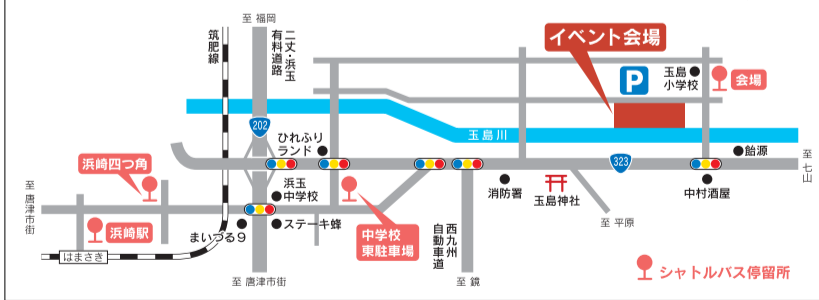 至 福岡
筑肥線
二丈・浜玉
有料道路
イベント会場
P
玉島
小学校
会場
202
ひれふり
ランド
玉島川
飴源
至 七山
323
浜崎四つ角
浜玉
中学校
消防署
玉島神社
中村酒屋
至 唐津市街
至 平原
浜崎駅
まいづる9
ステーキ蜂
中学校
東駐車場
西九州
自動車道
はまさき
至 唐津市街
至 鏡
シャトルバス停留所